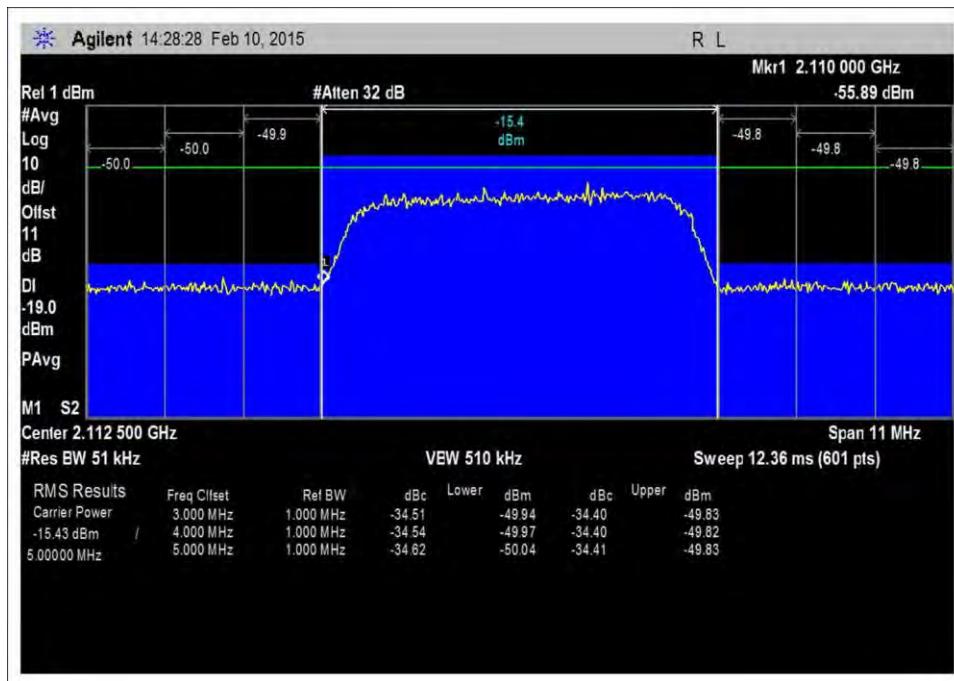 Agilent 14:28:28 Feb 10, 2015 R L
Mkr1 2.110 000 GHz
Rel 1 dBm #Atten 32 dB -55.89 dBm
#Avg
Log
10
dB/
Offst
11
dB
DI
-19.0
dBm
PAvg
M1 S2
-50.0 -50.0 -49.9 -15.4 -49.8 -49.8 -49.8
dBm
1
Center 2.112 500 GHz Span 11 MHz
#Res BW 51 kHz VBW 510 kHz Sweep 12.36 ms (601 pts)
RMS Results Freq Offset Ref BW dBc Lower dBm dBc Upper dBm
Carrier Power 3.000 MHz 1.000 MHz -34.51 -49.94 -34.40 -49.83
-15.43 dBm / 4.000 MHz 1.000 MHz -34.54 -49.97 -34.40 -49.82
5.00000 MHz 5.000 MHz 1.000 MHz -34.62 -50.04 -34.41 -49.83